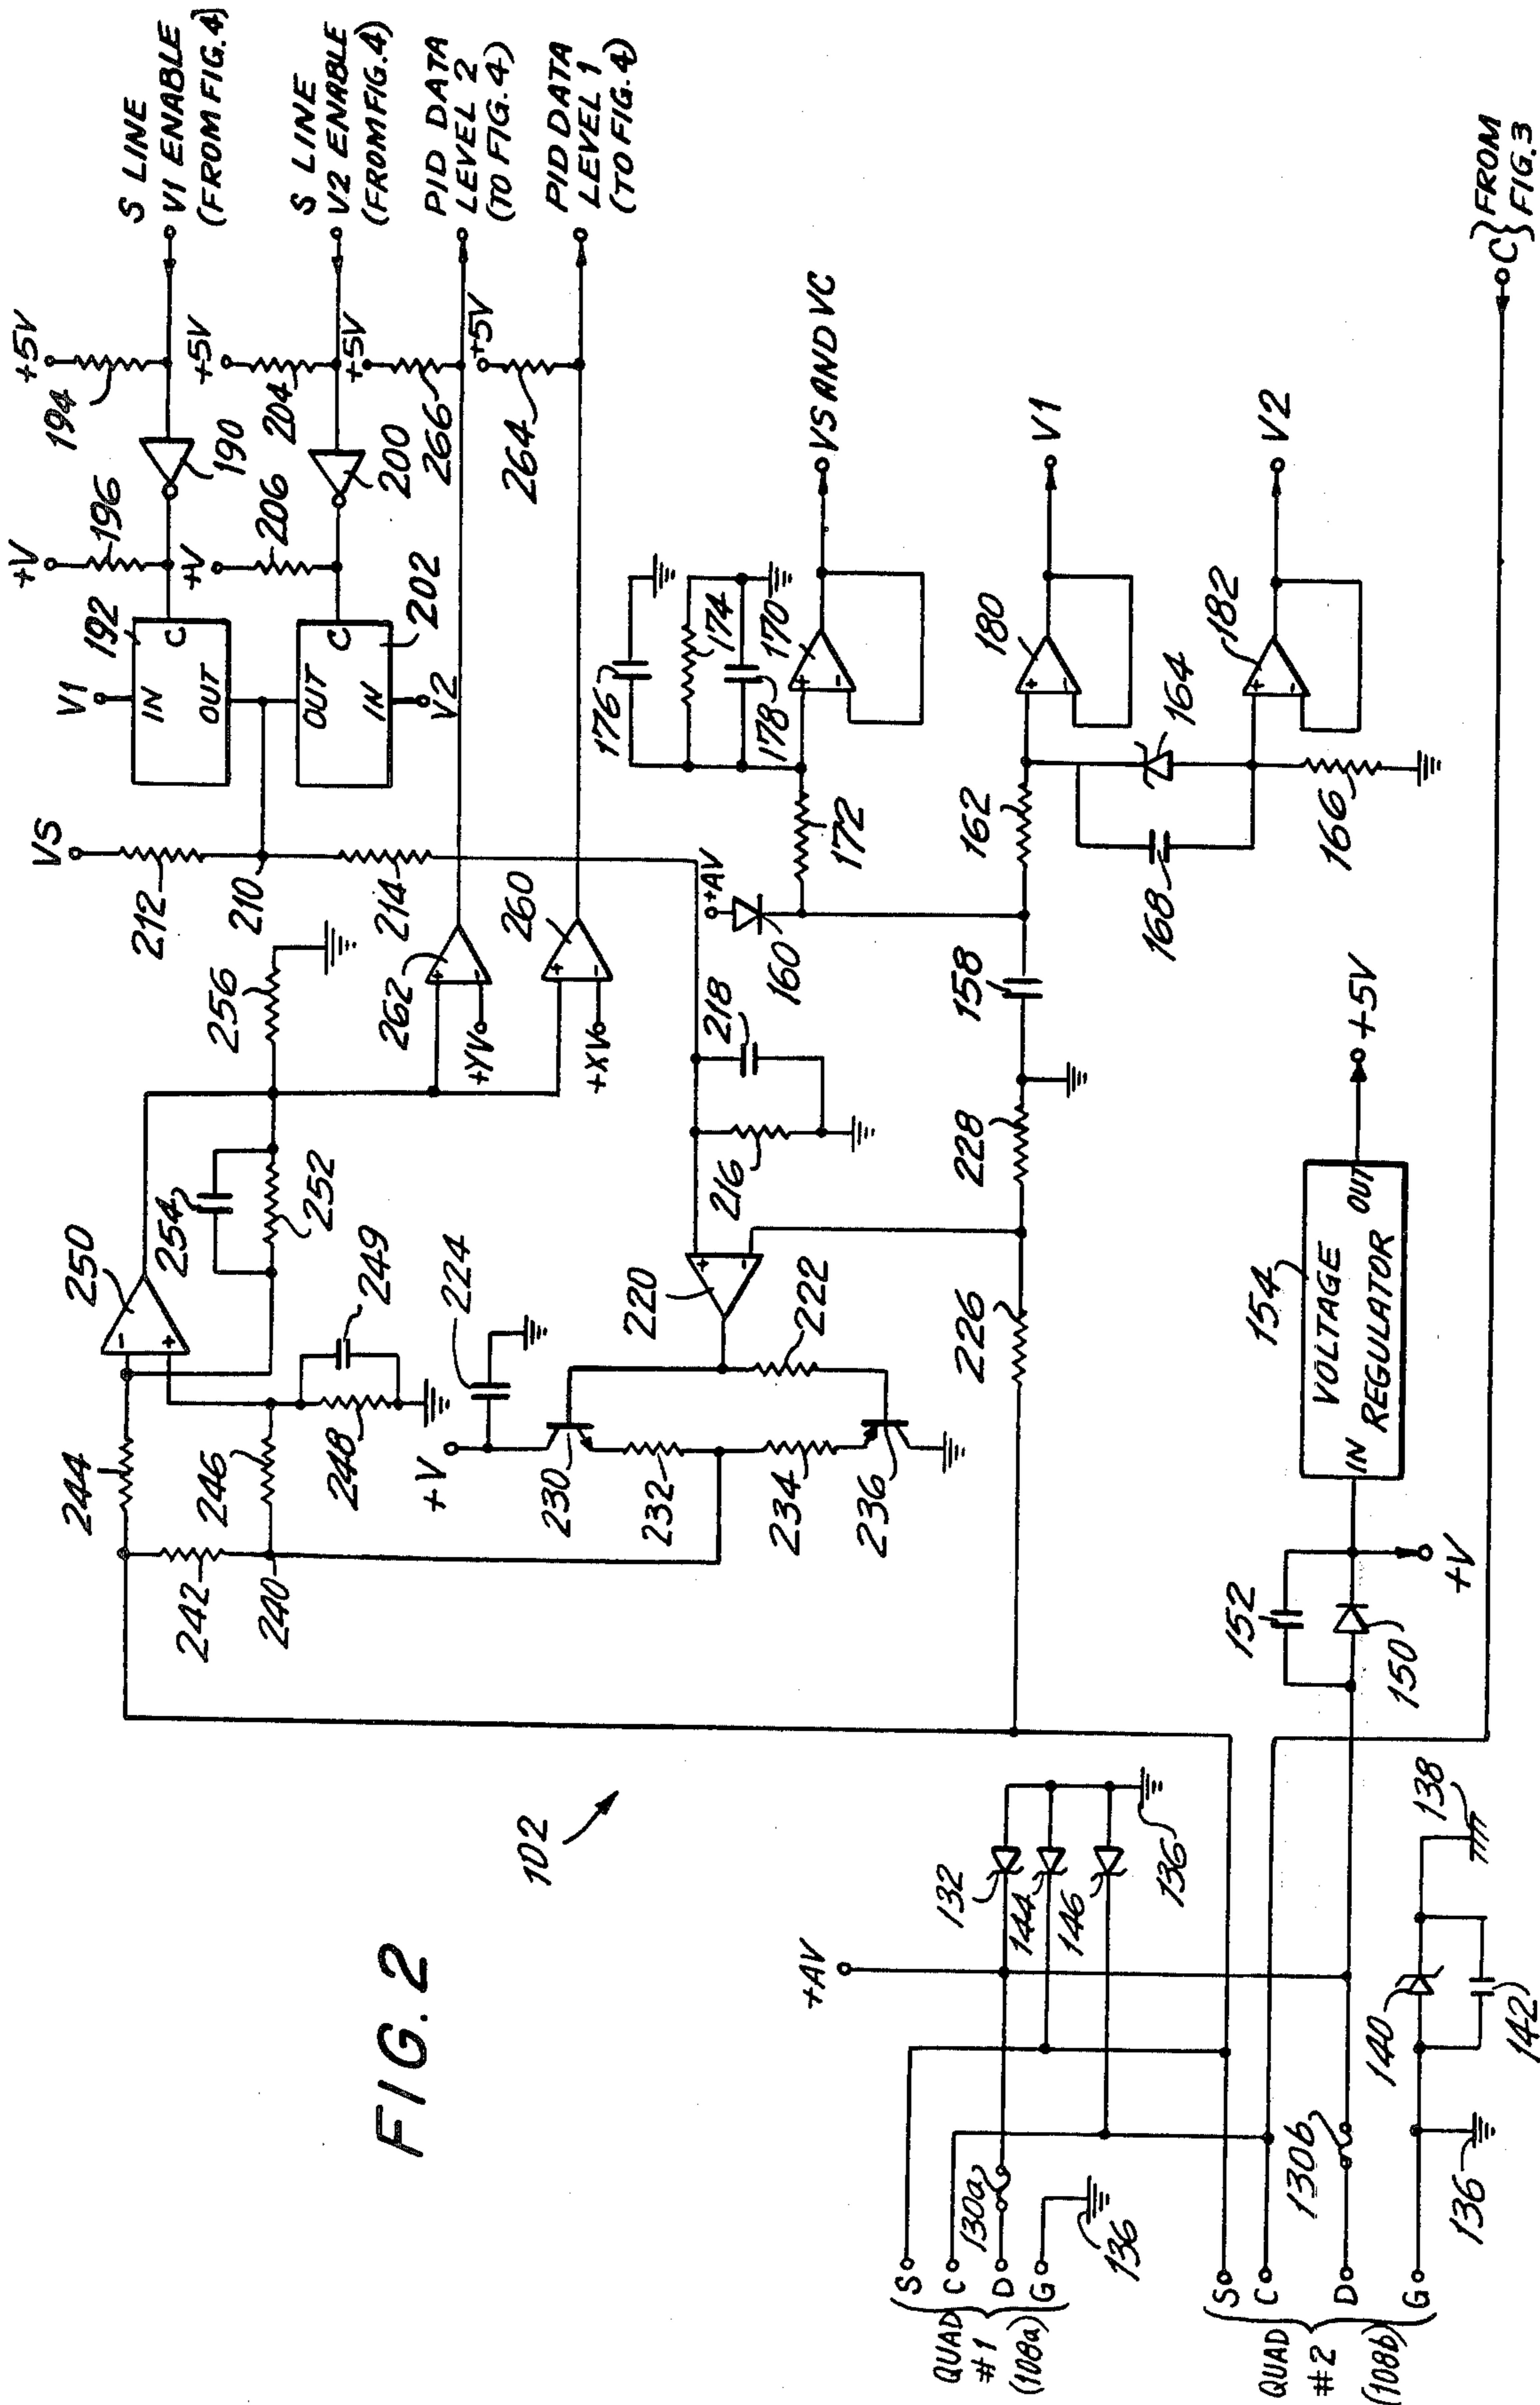 FIG. 2
102
S LINE
V1 ENABLE
(FROM FIG. 4)
S LINE
V2 ENABLE
(FROM FIG. 4)
PID DATA
LEVEL 2
(TO FIG. 4)
PID DATA
LEVEL 1
(TO FIG. 4)
+5V
194
+V
196
190
V1
192
IN
C
OUT
+5V
204
+V
206
200
OUT
C
IN
202
V2
+5V
266
+5V
264
VS
212
210
214
256
262
+
-
+YV
260
+
-
+XV
250
-
+
254
252
244
246
248
249
242
240
224
+V
230
232
234
236
220
+
-
222
216
218
226
228
158
+AV
160
172
176
174
178
170
+
-
VS AND VC
162
180
+
-
V1
164
168
166
182
+
-
V2
154
VOLTAGE
REGULATOR
IN
OUT
+5V
152
150
+V
C } FROM
FIG. 3
+AV
132
144
146
136
138
140
142
QUAD
#1
(108a)
S
C
D
G
130a
136
QUAD
#2
(108b)
S
C
D
G
130b
136